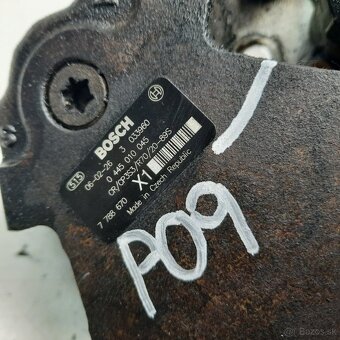 BOSCH
STS
06-02-26 3 033960
0 445 010 045
CR/CP3S3/R70/20-89S
7 788 670 X1
Made in Czech Republic
P09
© Bazos.sk